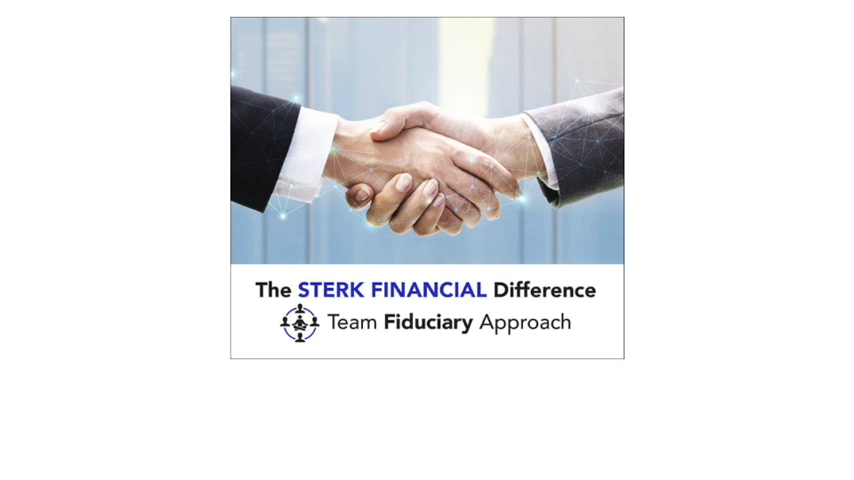 The STERK FINANCIAL Difference
Team Fiduciary Approach